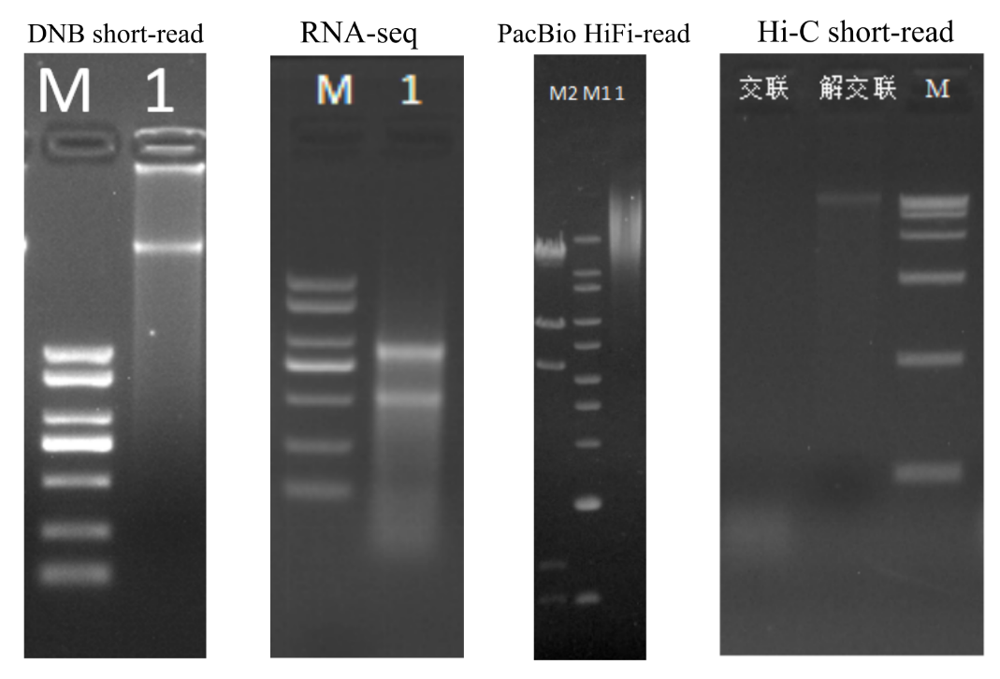 DNB short-read
M 1
RNA-seq
M 1
PacBio HiFi-read
M2 M1 1
Hi-C short-read
交联 解交联 M